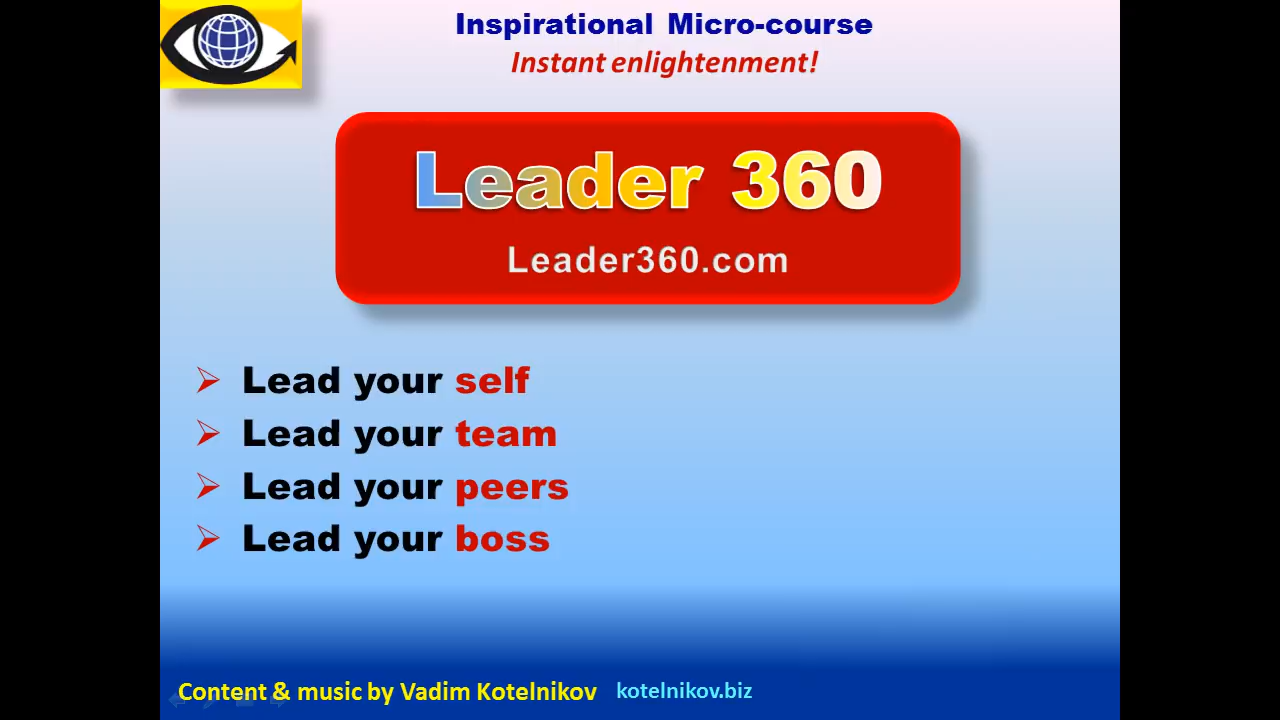 Inspirational Micro-course
Instant enlightenment!
Leader 360
Leader360.com
Lead your self
Lead your team
Lead your peers
Lead your boss
Content & music by Vadim Kotelnikov kotelnikov.biz